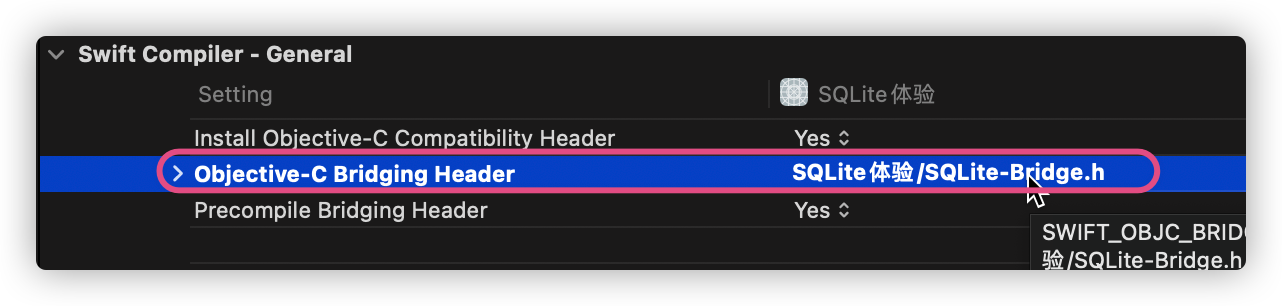 Swift Compiler - General
Setting SQLite体验
Install Objective-C Compatibility Header Yes
Objective-C Bridging Header SQLite体验/SQLite-Bridge.h
Precompile Bridging Header Yes
SWIFT_OBJC_BRID
验/SQLite-Bridge.h